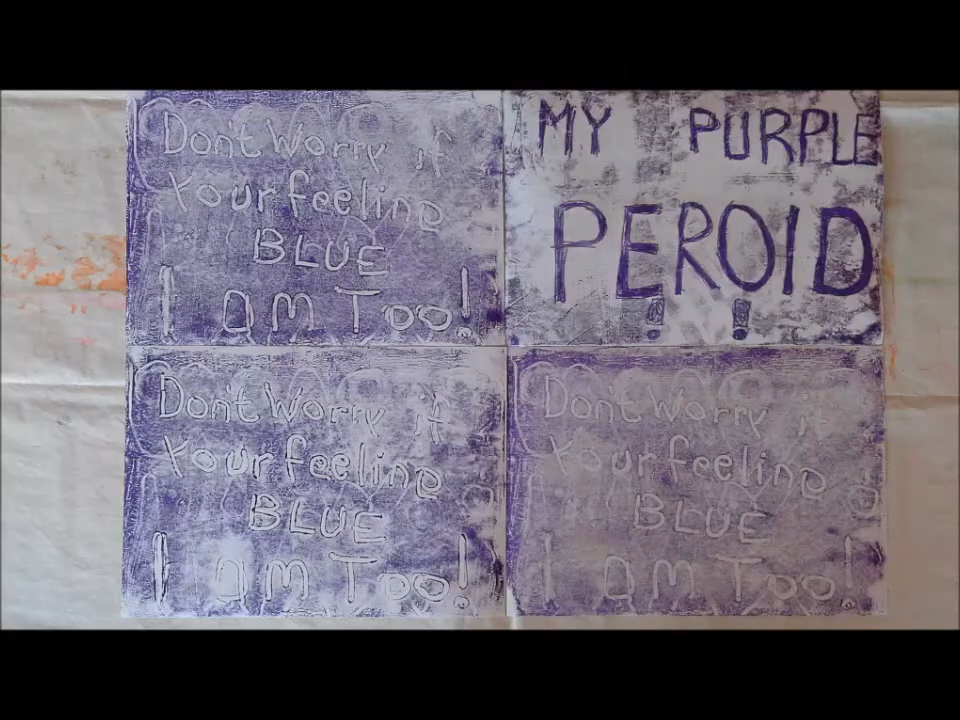 Don't Worry if
Your feeling
BLUE
I am Too!
MY PURPLE
PEROID
!!
Don't Worry if
Your feeling
BLUE
I am Too!
Don't Worry if
Your feeling
BLUE
I am Too!